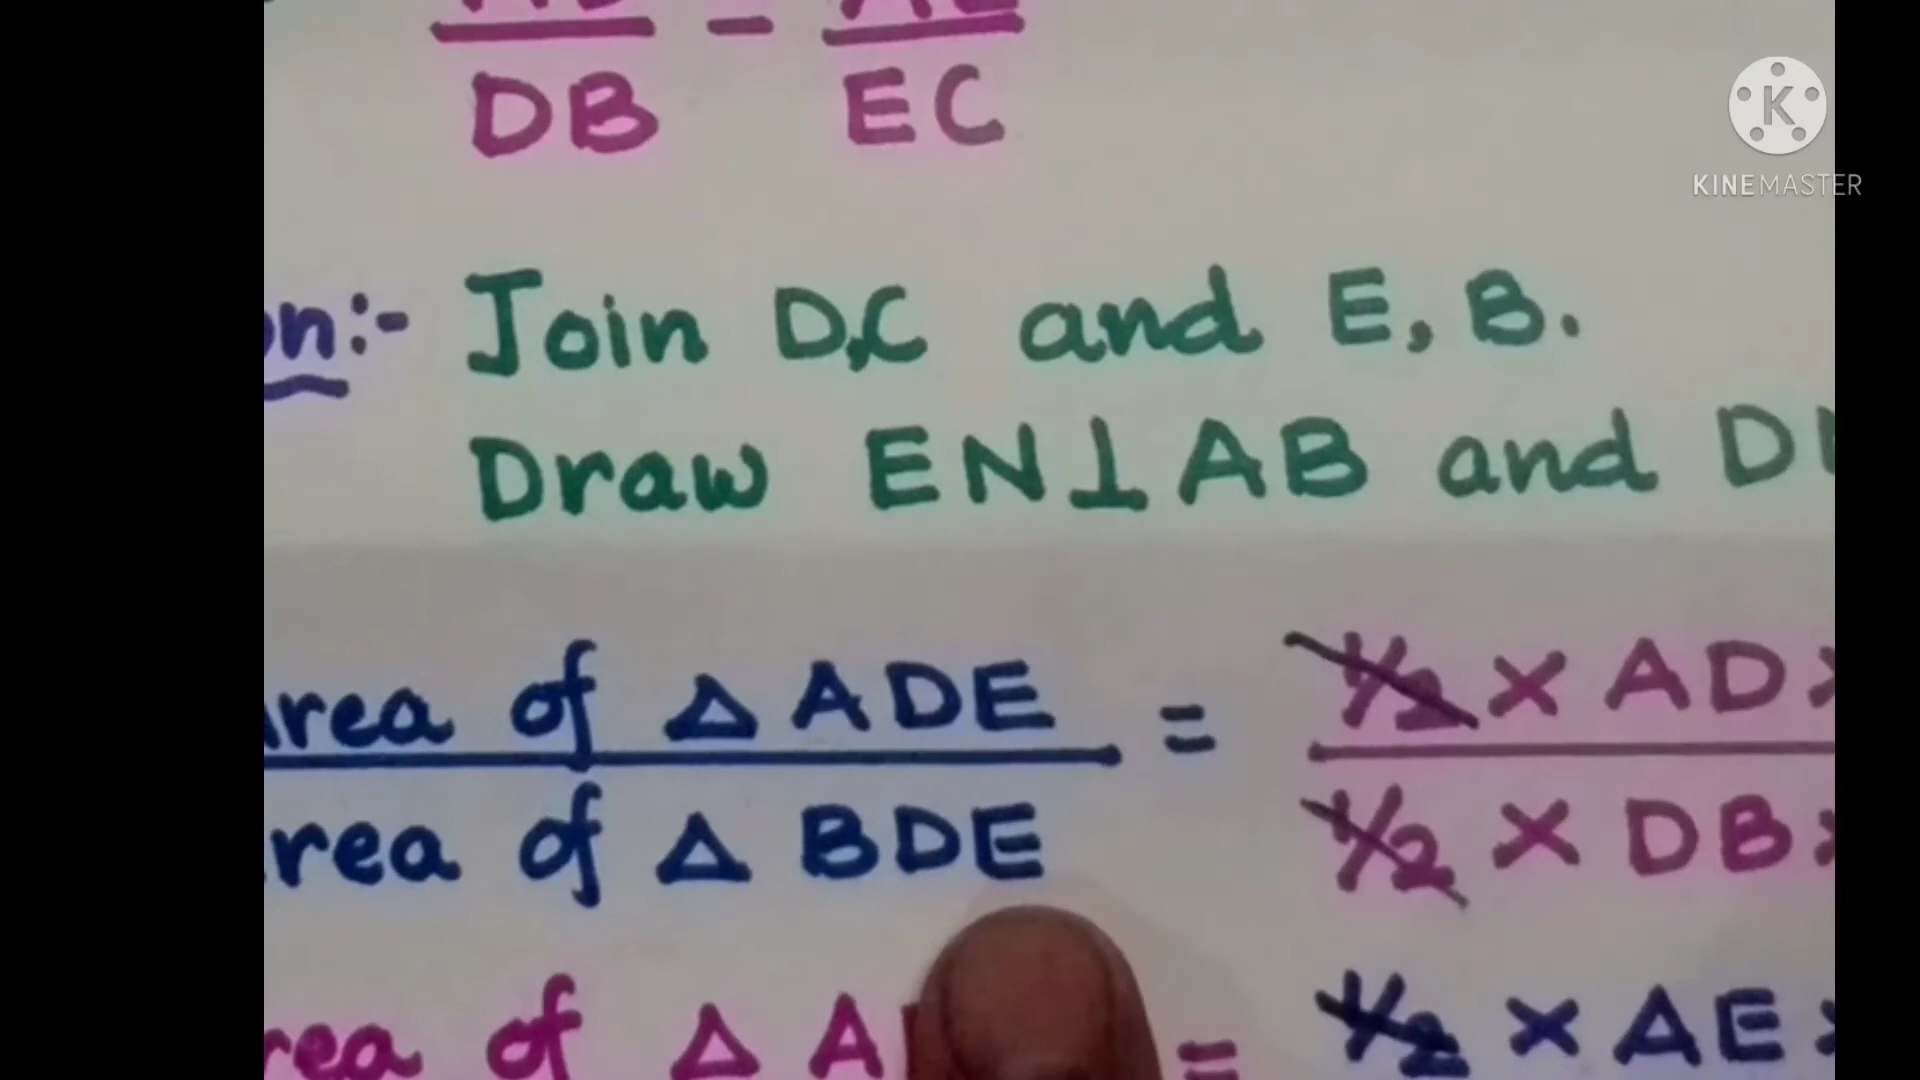 DB - EC
KINEMASTER
on:- Join D,C and E, B.
Draw EN⊥AB and D
Area of △ ADE = 1/2 × AD ×
rea of △ BDE 1/2 × DB ×
rea of △ A = 1/2 × AE ×